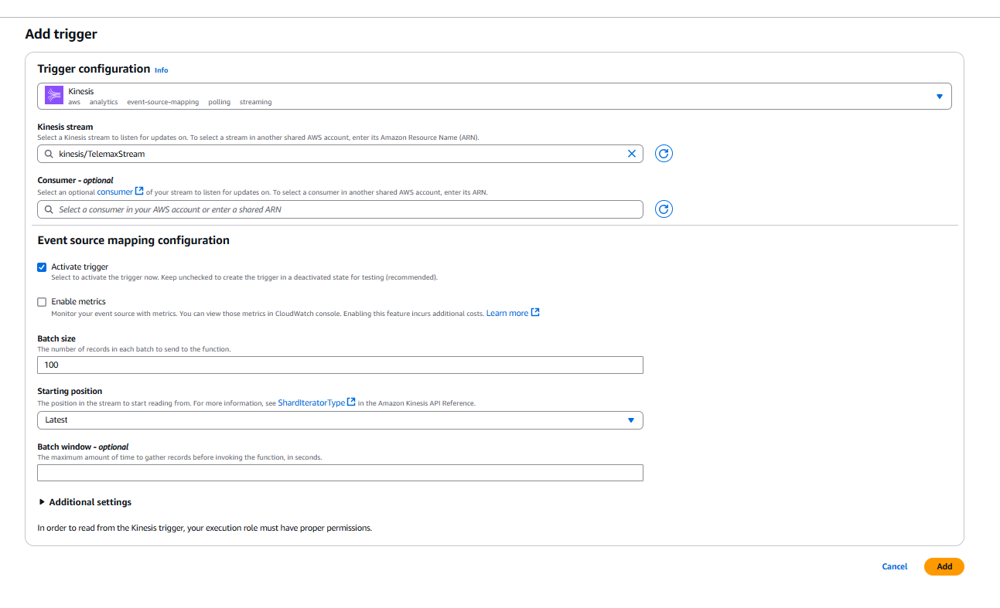 Add trigger
Trigger configuration Info
Kinesis
aws analytics event-source-mapping polling streaming
Kinesis stream
Select a Kinesis stream to listen for updates on. To select a stream in another shared AWS account, enter its Amazon Resource Name (ARN).
kinesis/TelemaxStream
Consumer - optional
Select an optional consumer of your stream to listen for updates on. To select a consumer in another shared AWS account, enter its ARN.
Select a consumer in your AWS account or enter a shared ARN
Event source mapping configuration
Activate trigger
Select to activate the trigger now. Keep unchecked to create the trigger in a deactivated state for testing (recommended).
Enable metrics
Monitor your event source with metrics. You can view those metrics in CloudWatch console. Enabling this feature incurs additional costs. Learn more
Batch size
The number of records in each batch to send to the function.
100
Starting position
The position in the stream to start reading from. For more information, see ShardIteratorType in the Amazon Kinesis API Reference.
Latest
Batch window - optional
The maximum amount of time to gather records before invoking the function, in seconds.
Additional settings
In order to read from the Kinesis trigger, your execution role must have proper permissions.
Cancel Add